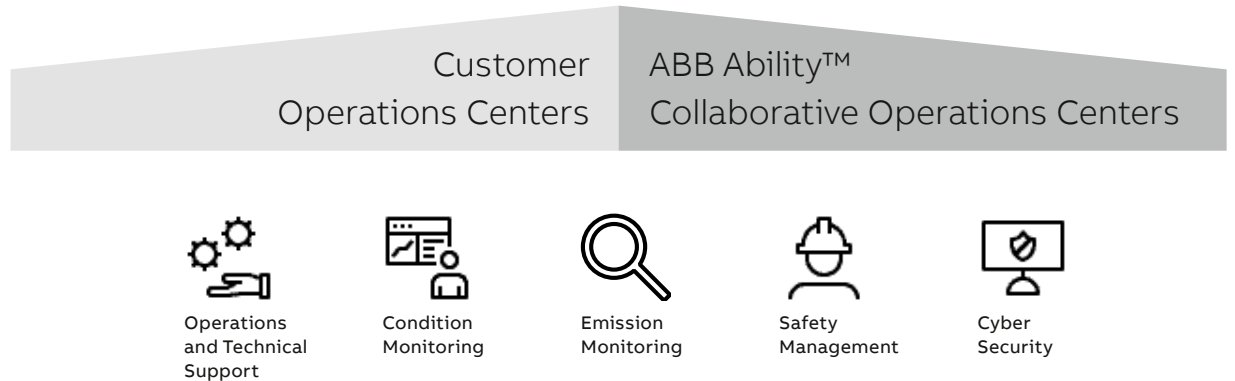 Customer
Operations Centers
ABB Ability™
Collaborative Operations Centers
Operations
and Technical
Support
Condition
Monitoring
Emission
Monitoring
Safety
Management
Cyber
Security